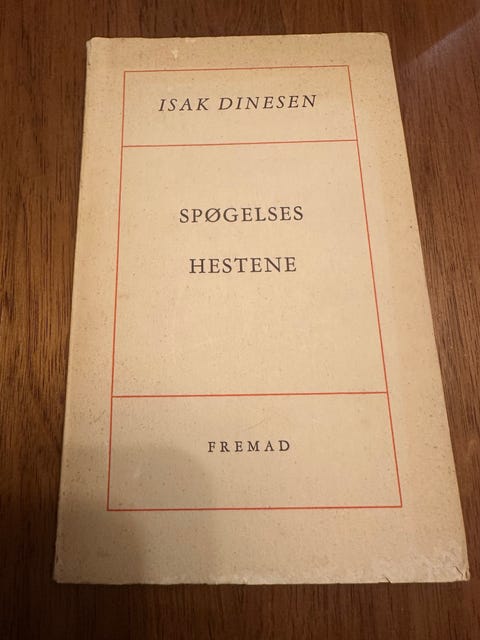 ISAK DINESEN
SPØGELSES
HESTENE
FREMAD